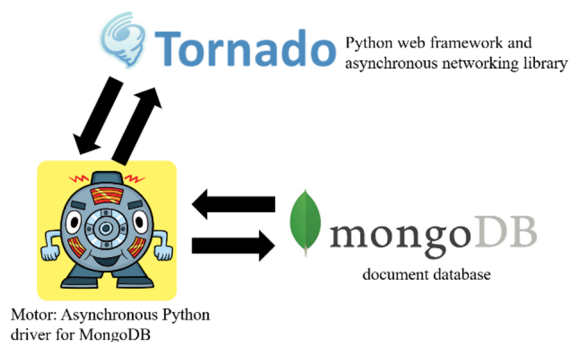 Tornado
Python web framework and
asynchronous networking library
mongoDB
document database
Motor: Asynchronous Python
driver for MongoDB